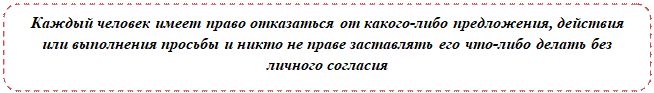 Каждый человек имеет право отказаться от какого-либо предложения, действия
или выполнения просьбы и никто не праве заставлять его что-либо делать без
личного согласия